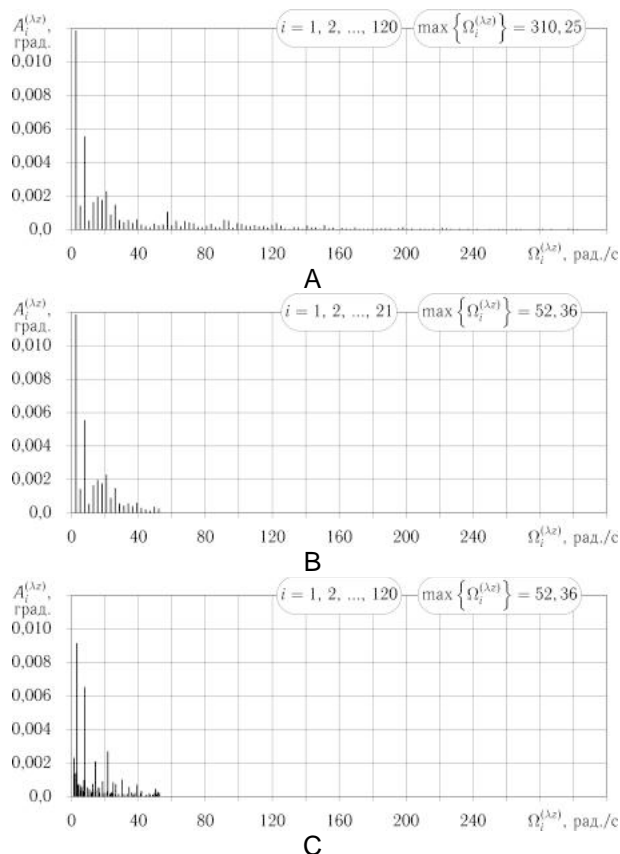 A_i^{(λz)}, i = 1, 2, ..., 120 max{Ω_i^{(λz)}} = 310,25
град.
0,010
0,008
0,006
0,004
0,002
0,0
0 40 80 120 160 200 240 Ω_i^{(λz)}, рад./с
A
A_i^{(λz)}, i = 1, 2, ..., 21 max{Ω_i^{(λz)}} = 52,36
град.
0,010
0,008
0,006
0,004
0,002
0,0
0 40 80 120 160 200 240 Ω_i^{(λz)}, рад./с
B
A_i^{(λz)}, i = 1, 2, ..., 120 max{Ω_i^{(λz)}} = 52,36
град.
0,010
0,008
0,006
0,004
0,002
0,0
0 40 80 120 160 200 240 Ω_i^{(λz)}, рад./с
C